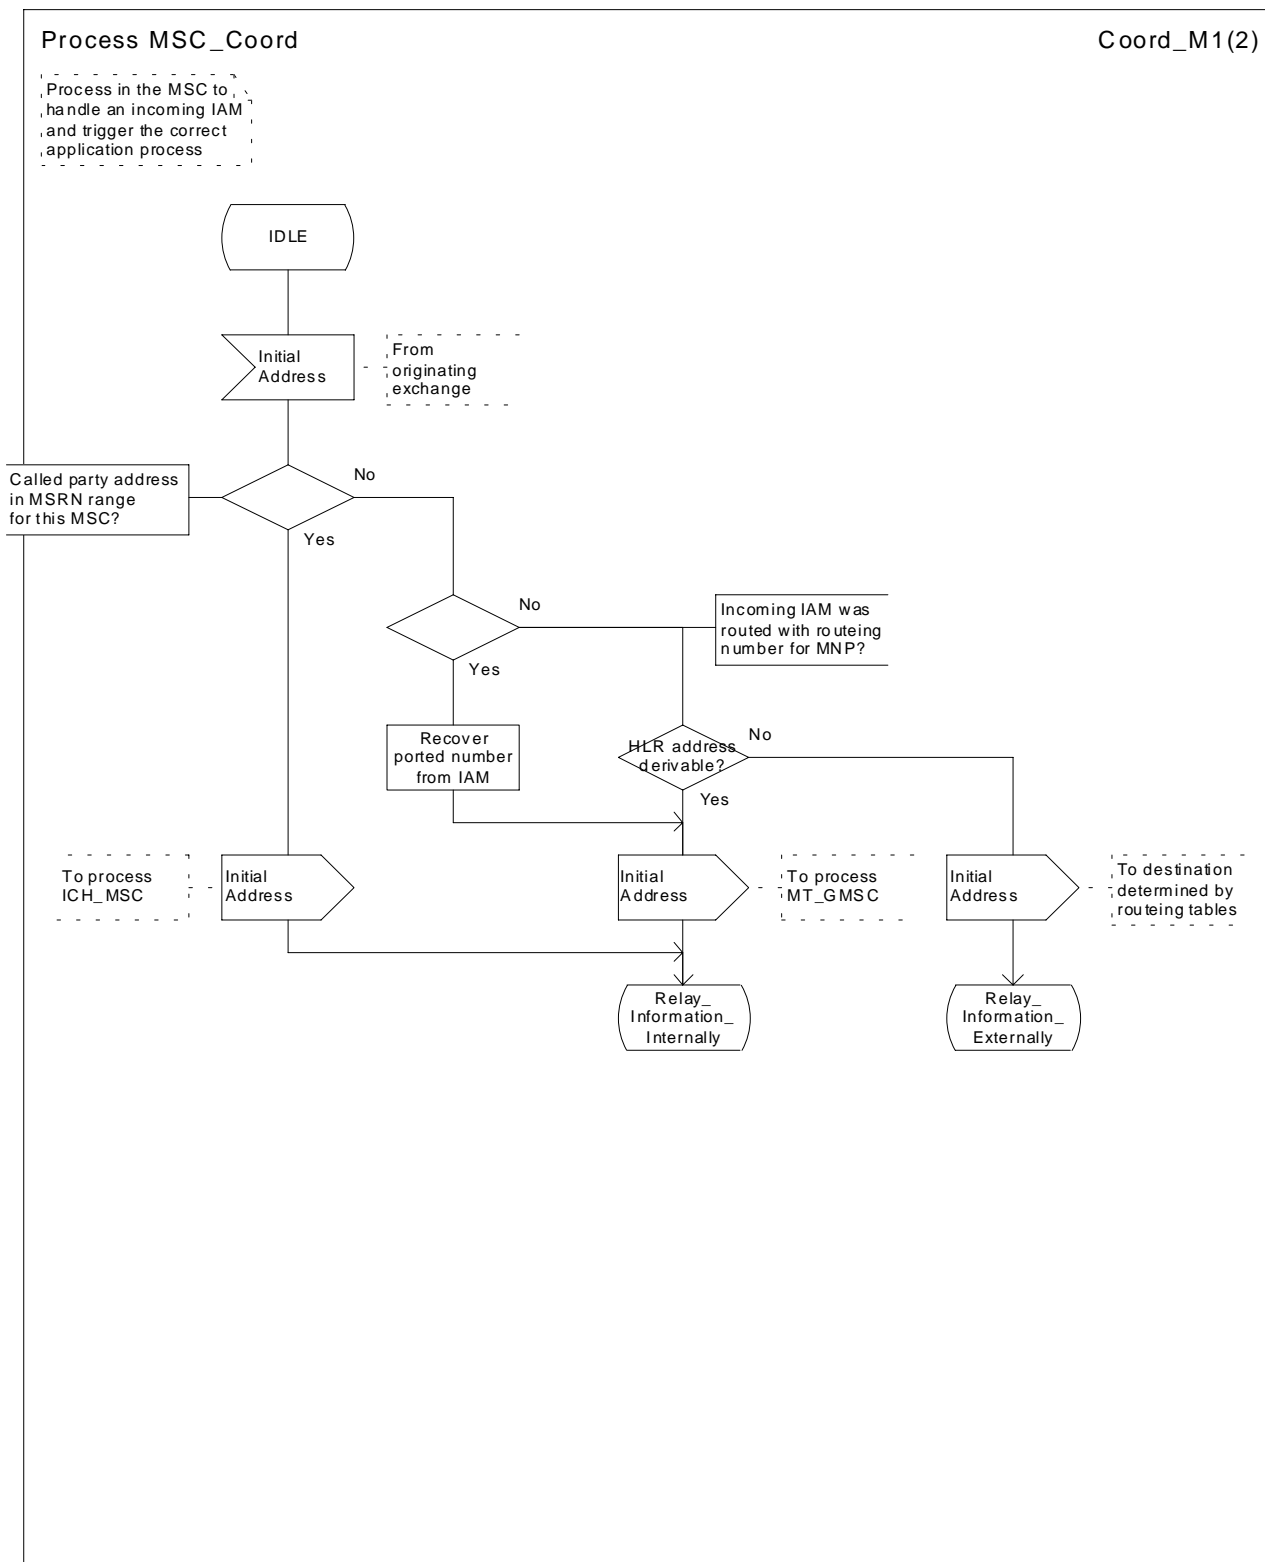 Process MSC_Coord
Coord_M1(2)
Process in the MSC to
handle an incoming IAM
and trigger the correct
application process
IDLE
Initial
Address
From
originating
exchange
Called party address
in MSRN range
for this MSC?
No
Yes
No
Incoming IAM was
routed with routeing
number for MNP?
Yes
Recover
ported number
from IAM
HLR address
derivable?
No
Yes
To process
ICH_MSC
Initial
Address
Initial
Address
To process
MT_GMSC
Initial
Address
To destination
determined by
routeing tables
Relay_
Information_
Internally
Relay_
Information_
Externally